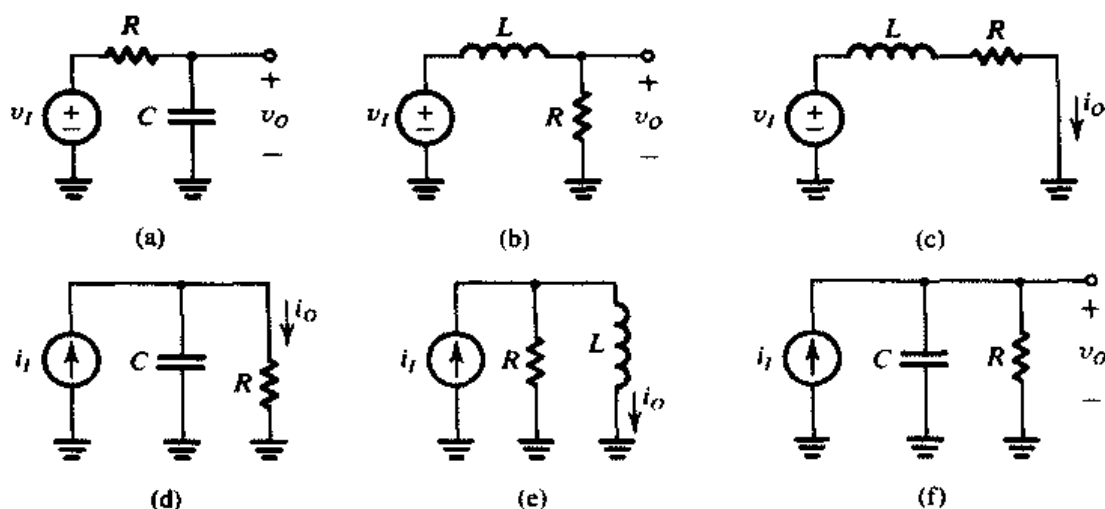 R
v_I
+
−
C
+
v_O
−
(a)
L
v_I
+
−
R
+
v_O
−
(b)
L
R
v_I
+
−
i_O
(c)
i_I
C
R
i_O
(d)
i_I
R
L
i_O
(e)
i_I
C
R
+
v_O
−
(f)